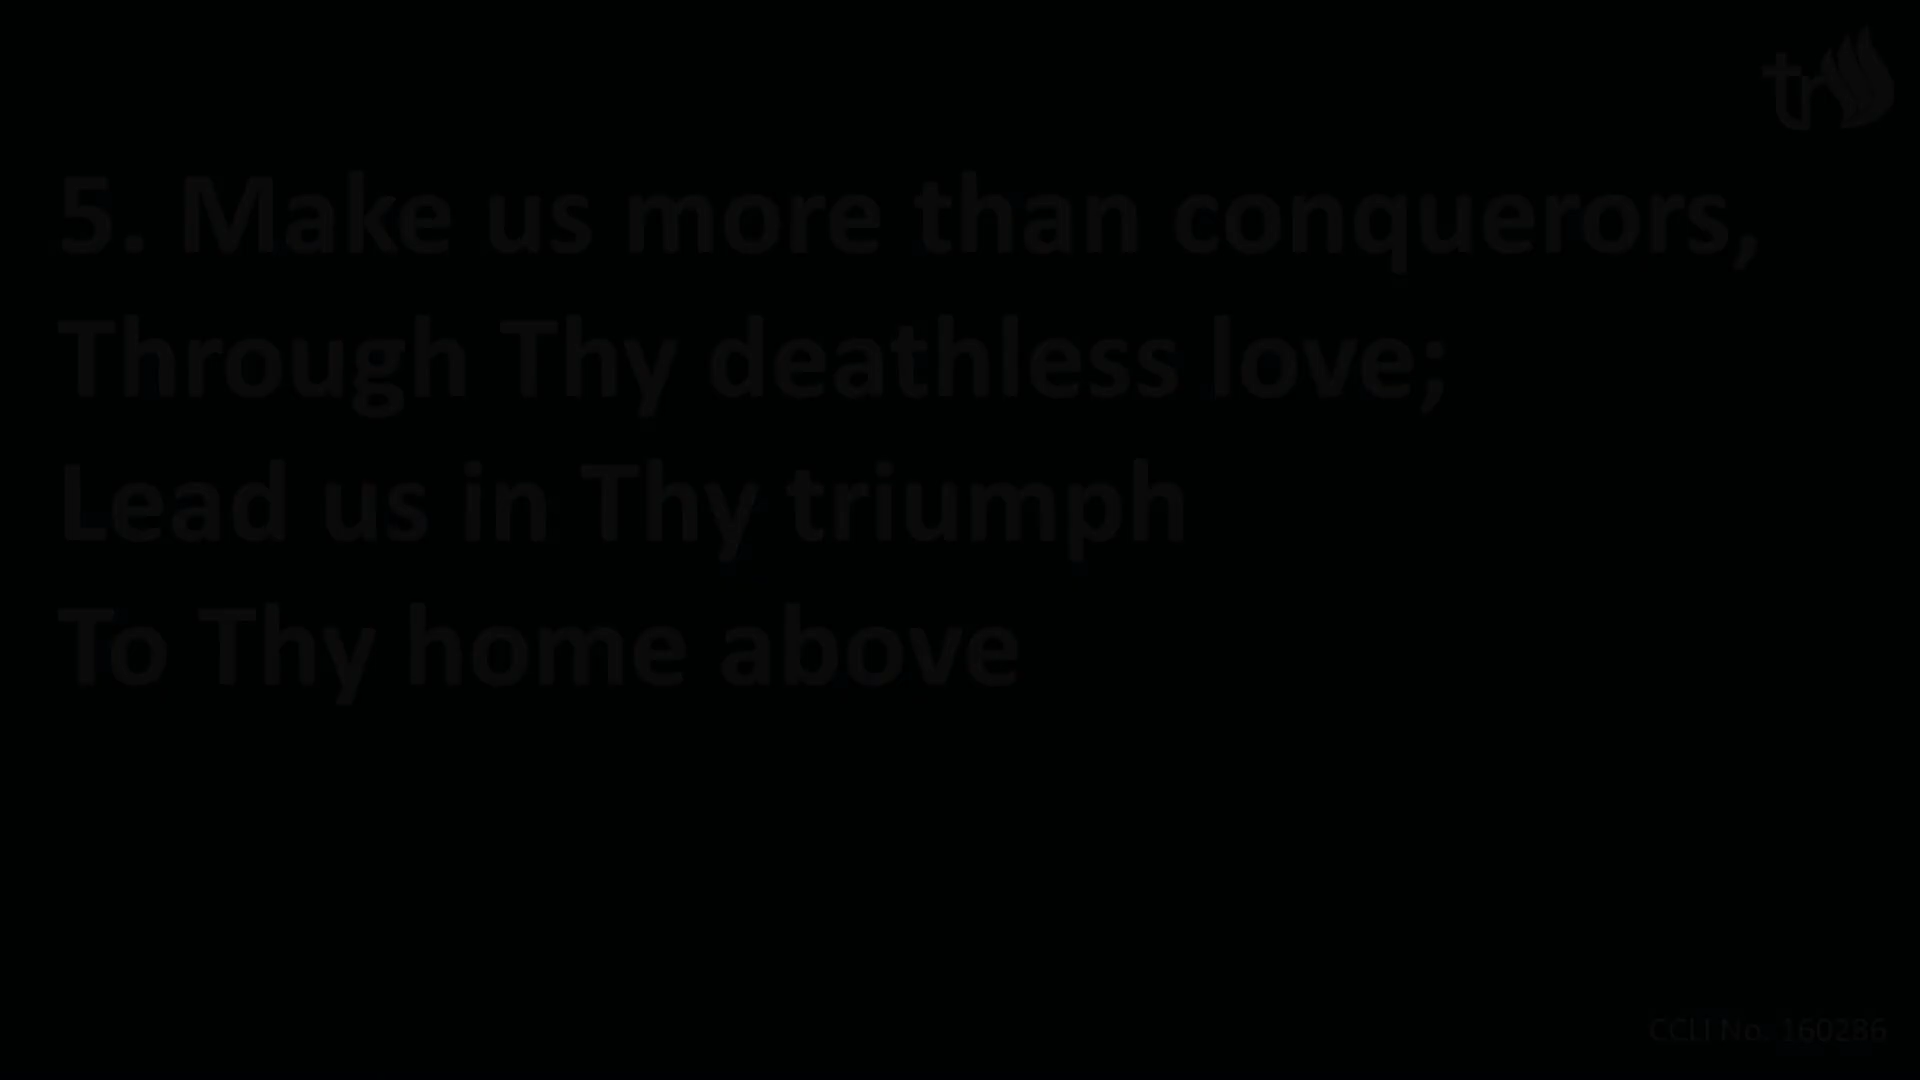 tr
5. Make us more than conquerors,
Through Thy deathless love;
Lead us in Thy triumph
To Thy home above
CCLI No. 160286